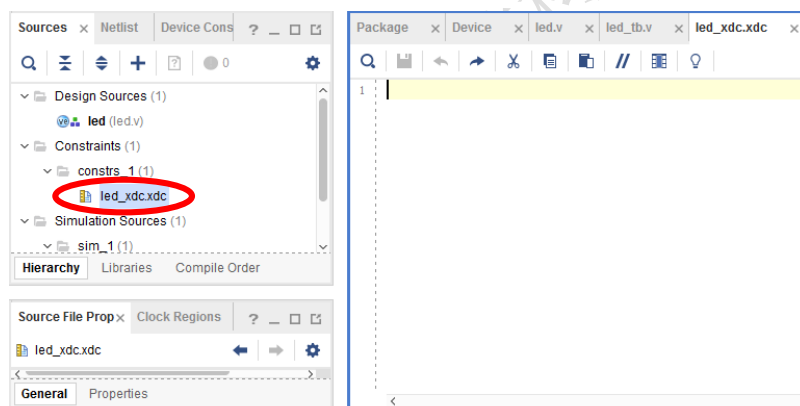 Sources Netlist Device Cons
0
Design Sources (1)
led (led.v)
Constraints (1)
constrs_1 (1)
led_xdc.xdc
Simulation Sources (1)
sim_1 (1)
Hierarchy Libraries Compile Order
Source File Prop Clock Regions
led_xdc.xdc
General Properties
Package Device led.v led_tb.v led_xdc.xdc
1